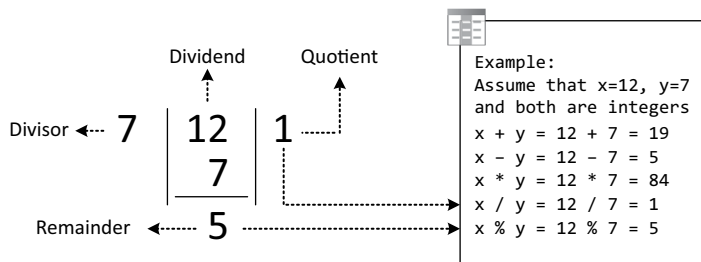 Dividend
Quotient
Divisor
7
12
1
7
Remainder
5
Example:
Assume that x=12, y=7
and both are integers
x + y = 12 + 7 = 19
x – y = 12 – 7 = 5
x * y = 12 * 7 = 84
x / y = 12 / 7 = 1
x % y = 12 % 7 = 5